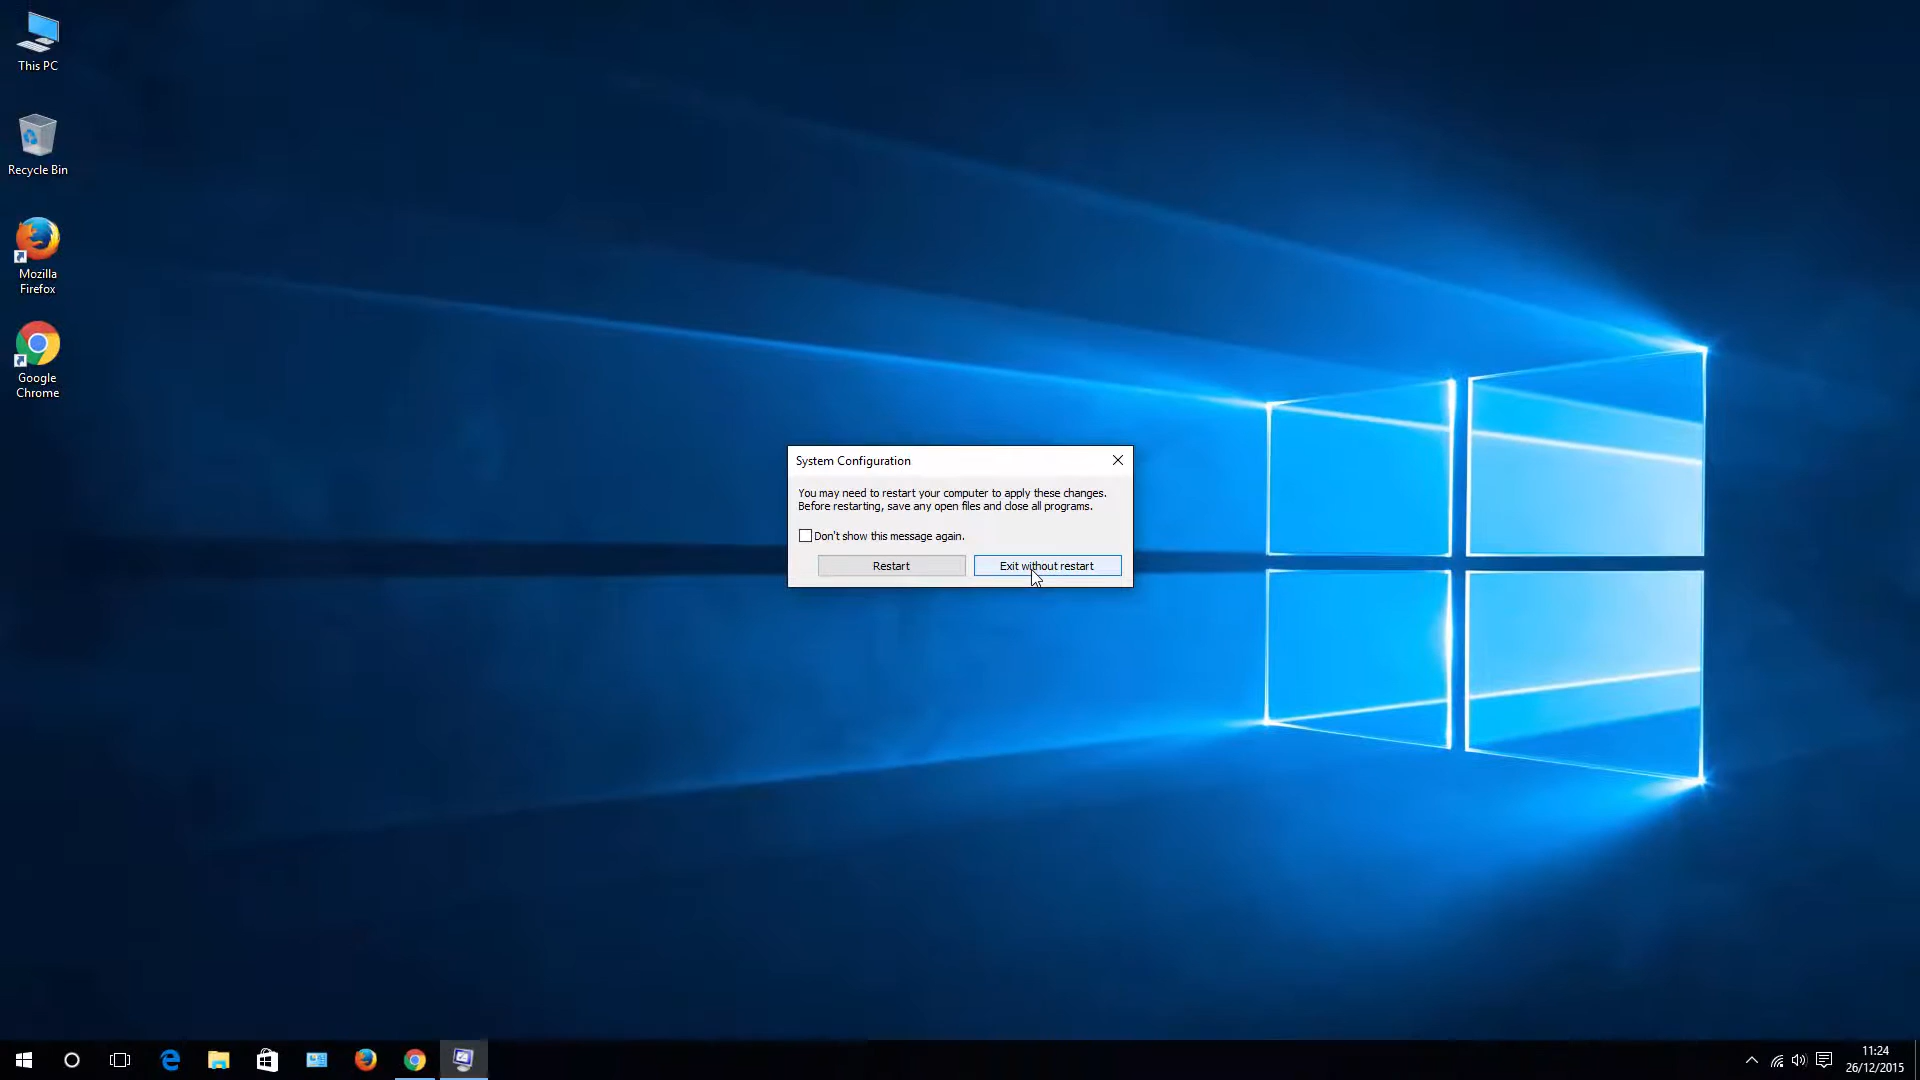 This PC
Recycle Bin
Mozilla
Firefox
Google
Chrome
System Configuration
You may need to restart your computer to apply these changes.
Before restarting, save any open files and close all programs.
Don't show this message again.
Restart
Exit without restart
11:24
26/12/2015